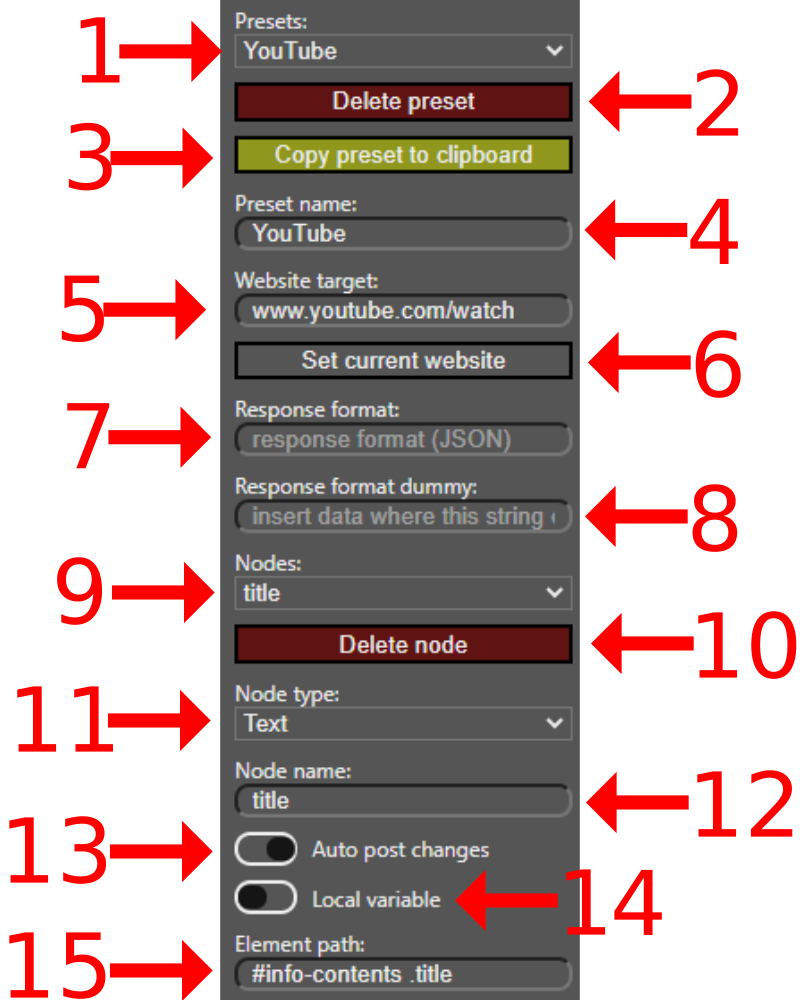 Presets:
1 YouTube
Delete preset 2
3 Copy preset to clipboard
Preset name:
YouTube 4
Website target:
5 www.youtube.com/watch
Set current website 6
Response format:
7 response format (JSON)
Response format dummy:
insert data where this string 8
Nodes:
9 title
Delete node 10
Node type:
11 Text
Node name:
title 12
13 Auto post changes
Local variable 14
Element path:
15 #info-contents .title